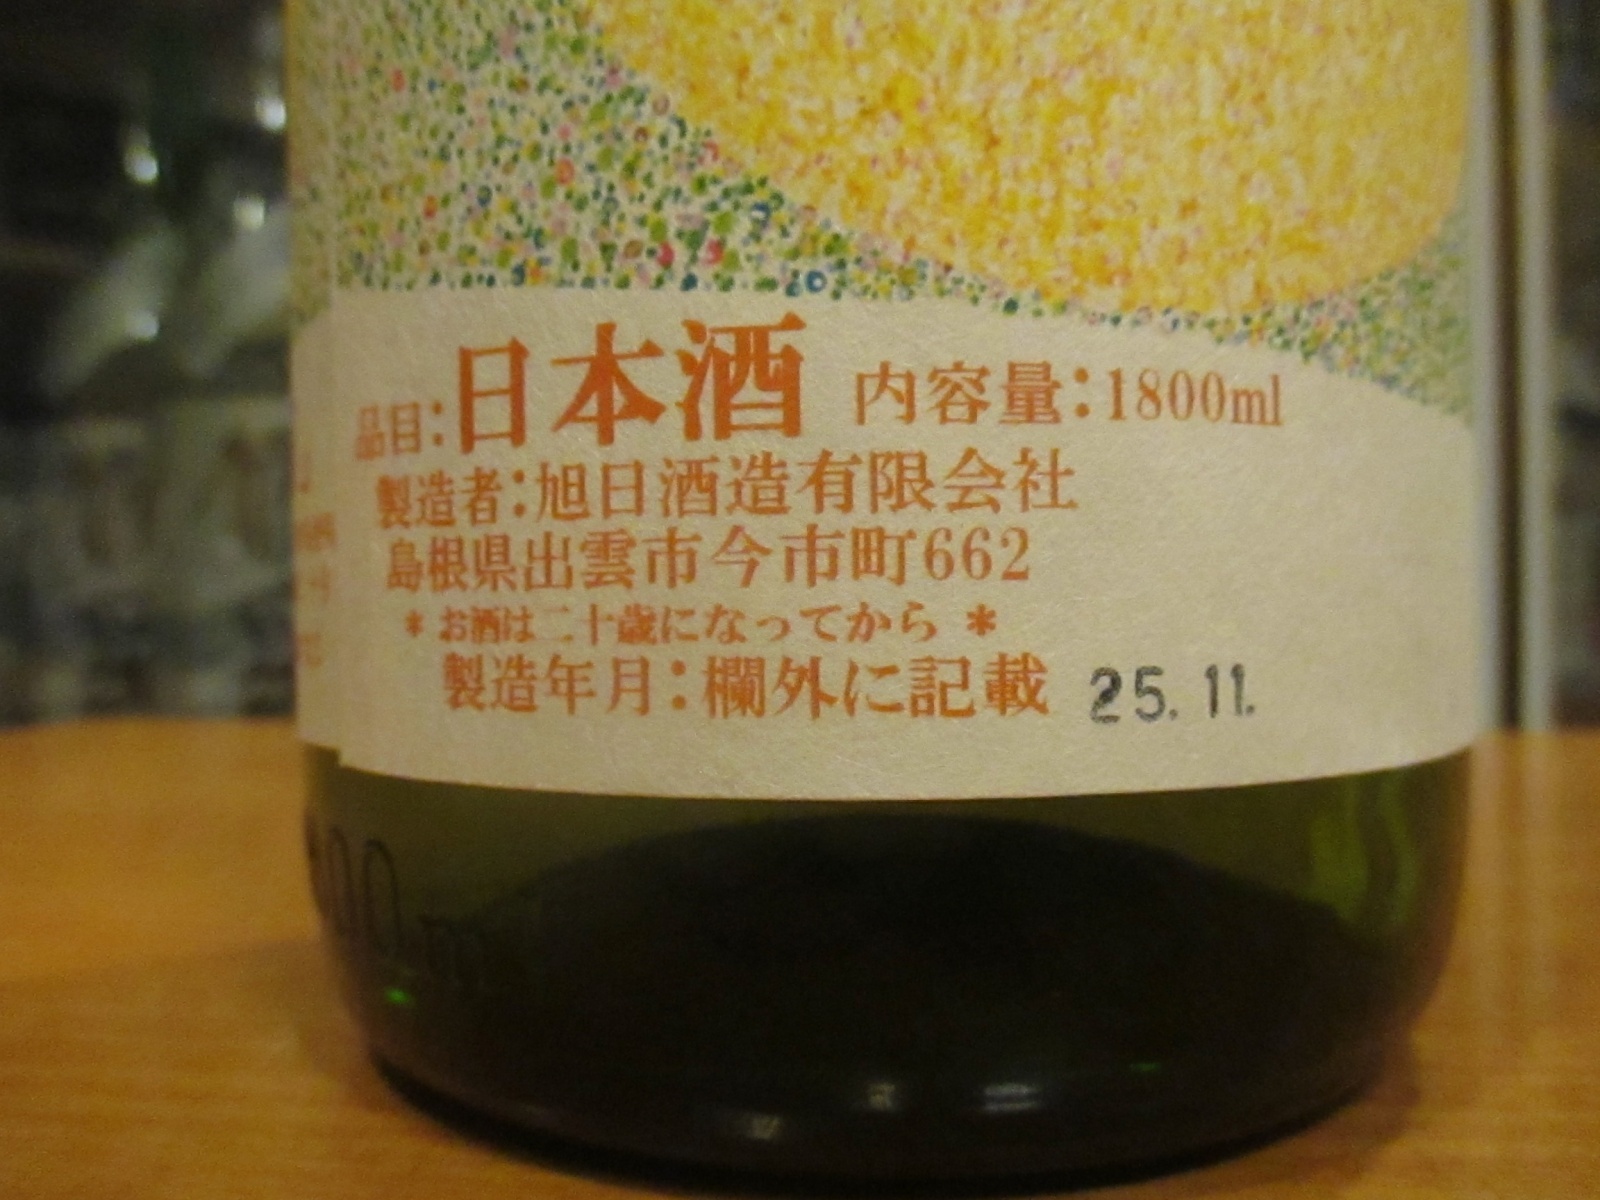 品目:日本酒 内容量:1800ml
製造者:旭日酒造有限会社
島根県出雲市今市町662
* お酒は二十歳になってから *
製造年月:欄外に記載 25.11.
00 m